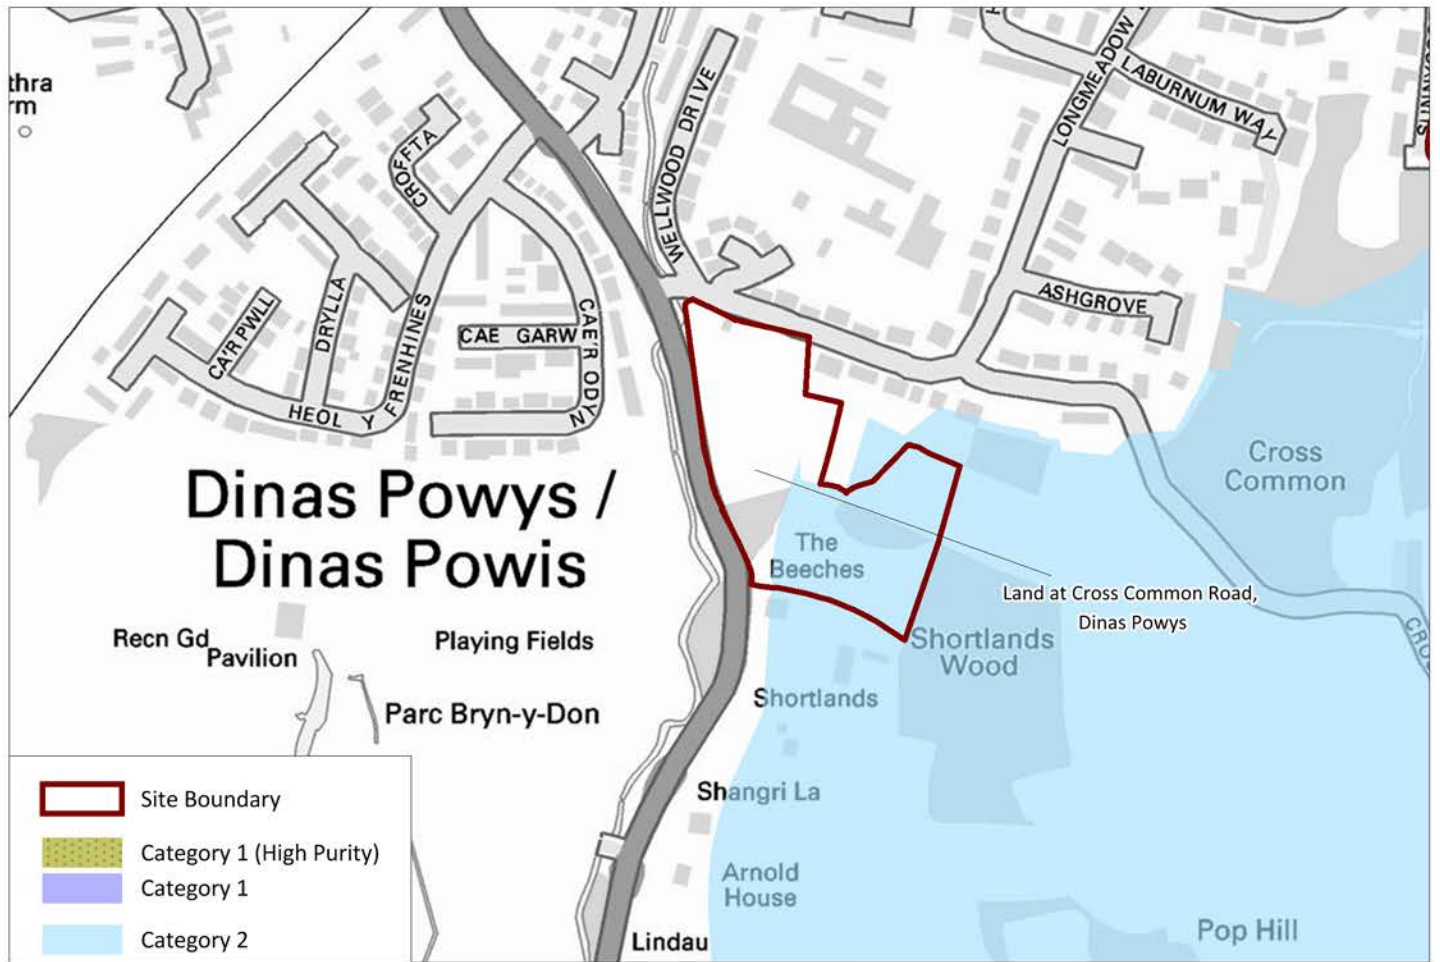 thra
rm
CROFFTA
WELLWOOD DRIVE
LONGMEADOW
LABURNUM WAY
ASHGROVE
CA'R PWLL
DRYLLA
HEOL Y FRENHINES
CAE GARW
CAE'R ODYN
Cross
Common
Dinas Powys /
Dinas Powis
The
Beeches
Land at Cross Common Road,
Dinas Powys
Recn Gd
Pavilion
Playing Fields
Shortlands
Wood
Parc Bryn-y-Don
Shortlands
Shangri La
Arnold
House
Lindau
Pop Hill
Site Boundary
Category 1 (High Purity)
Category 1
Category 2